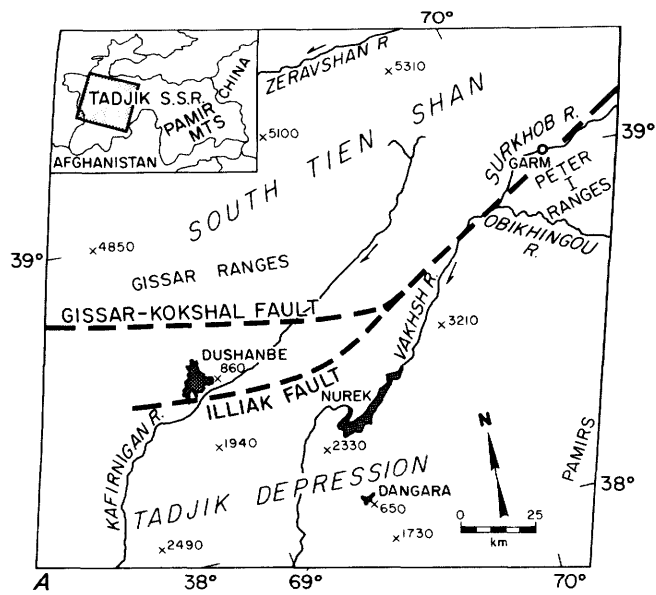 70°
ZERAVSHAN R
×5310
CHINA
TADJIK S.S.R.
PAMIR
MTS
AFGHANISTAN
×5100
SOUTH TIEN SHAN
SURKHOB R.
39°
GARM
PETER
I
RANGES
OBIKHINGOU
R.
×4850
39°
GISSAR RANGES
GISSAR-KOKSHAL FAULT
VAKHSH R.
×3210
DUSHANBE
×860
ILLIAK FAULT
NUREK
KAFIRNIGAN R.
×1940
×2330
N
PAMIRS
TADJIK DEPRESSION
38°
DANGARA
×650
0 25
km
×2490
×1730
A
38°
69°
70°